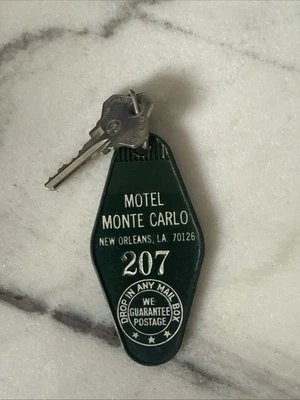 MOTEL
MONTE CARLO
NEW ORLEANS, LA. 70126
207
DROP IN ANY MAIL BOX
WE
GUARANTEE
POSTAGE